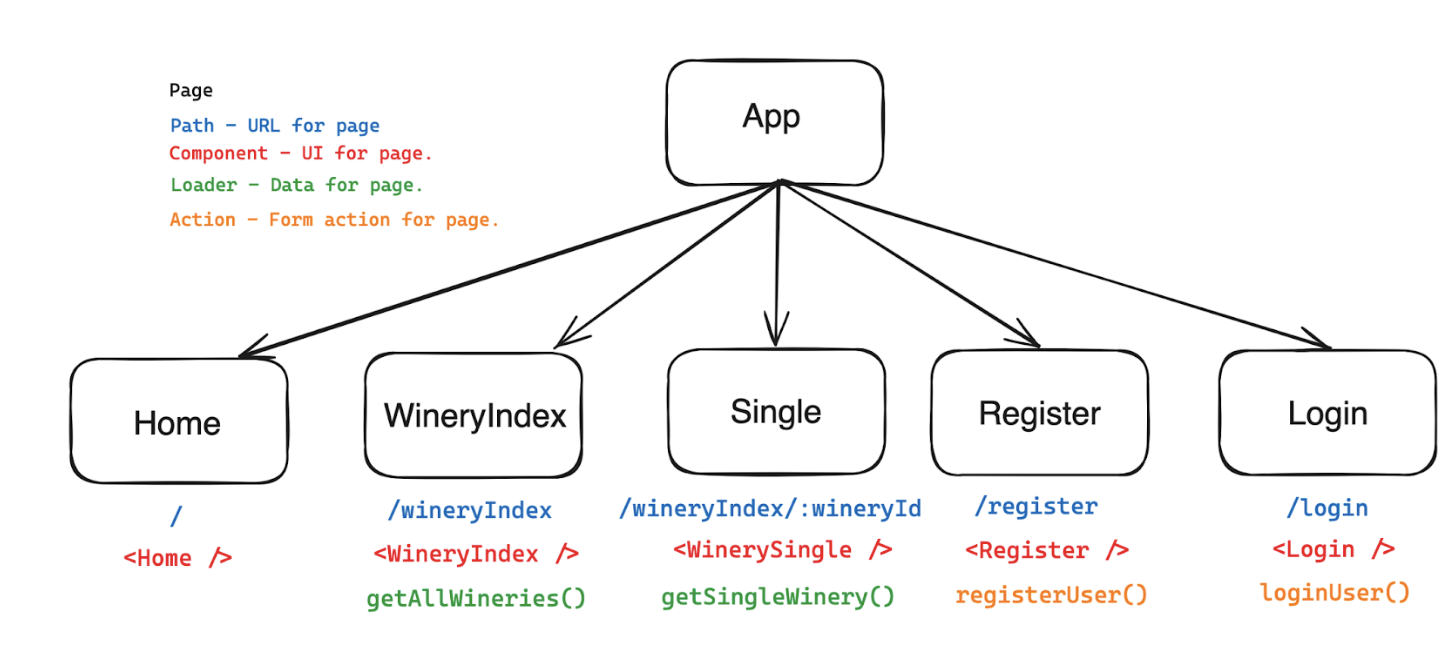 Page
Path - URL for page
Component - UI for page.
Loader - Data for page.
Action - Form action for page.
App
Home
WineryIndex
Single
Register
Login
/
/wineryIndex
/wineryIndex/:wineryId
/register
/login
<Home />
<WineryIndex />
<WinerySingle />
<Register />
<Login />
getAllWineries()
getSingleWinery()
registerUser()
loginUser()